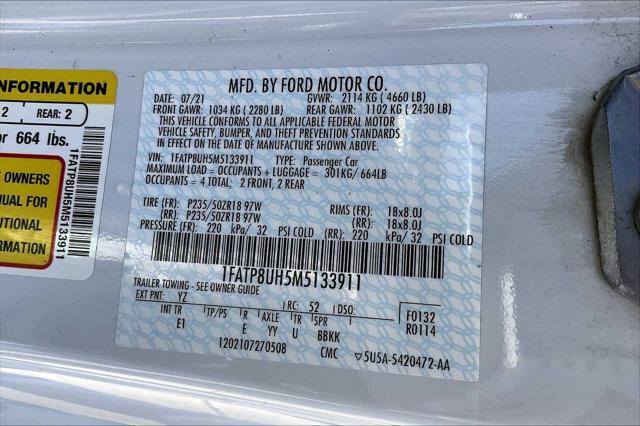 NFORMATION
2 REAR: 2
or 664 lbs.
OWNERS
NUAL FOR
ITIONAL
RMATION
1FATP8UH5M5133911
MFD. BY FORD MOTOR CO.
DATE: 07/21 GVWR: 2114 KG ( 4660 LB)
FRONT GAWR: 1034 KG ( 2280 LB) REAR GAWR: 1102 KG ( 2430 LB)
THIS VEHICLE CONFORMS TO ALL APPLICABLE FEDERAL MOTOR
VEHICLE SAFETY, BUMPER, AND THEFT PREVENTION STANDARDS
IN EFFECT ON THE DATE OF MANUFACTURE SHOWN ABOVE.
VIN: 1FATP8UH5M5133911 TYPE: Passenger Car
MAXIMUM LOAD = OCCUPANTS + LUGGAGE = 301KG/ 664LB
OCCUPANTS = 4 TOTAL; 2 FRONT, 2 REAR
TIRE (FR): P235/50ZR18 97W RIMS (FR): 18x8.0J
(RR): P235/50ZR18 97W (RR): 18x8.0J
PRESSURE (FR): 220 kPa/ 32 PSI COLD (RR): 220 kPa/ 32 PSI COLD
1FATP8UH5M5133911
TRAILER TOWING - SEE OWNER GUIDE
EXT PNT: YZ RC: 52 DSO: F0132
INT TR TP/PS R AXLE TR SPR R0114
E1 E YY U BBKK
1202107270508 CMC ▽5U5A-5420472-AA